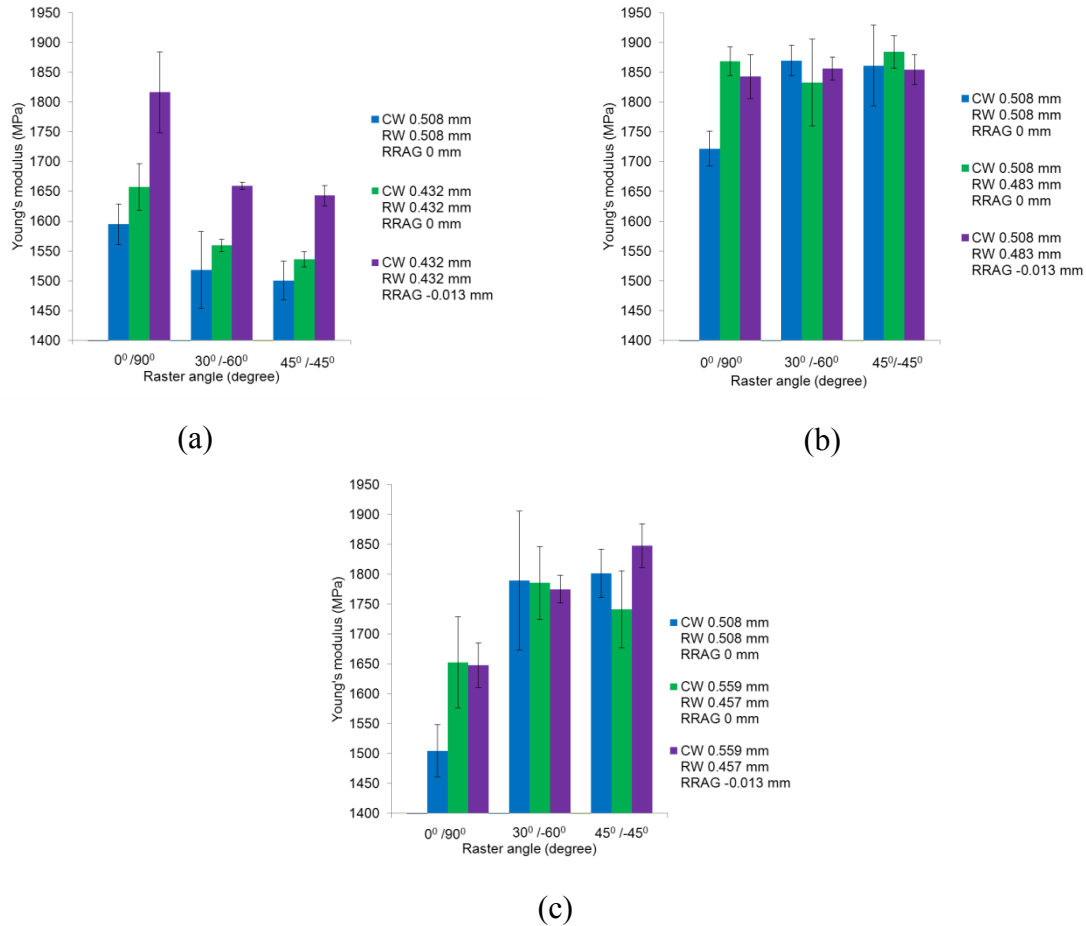 1950
1900
1850
1800
1750
1700
1650
1600
1550
1500
1450
1400
Young's modulus (MPa)
0⁰ /90⁰ 30⁰ /-60⁰ 45⁰ /-45⁰
Raster angle (degree)
CW 0.508 mm
RW 0.508 mm
RRAG 0 mm
CW 0.432 mm
RW 0.432 mm
RRAG 0 mm
CW 0.432 mm
RW 0.432 mm
RRAG -0.013 mm
(a)
1950
1900
1850
1800
1750
1700
1650
1600
1550
1500
1450
1400
Young's modulus (MPa)
0⁰ /90⁰ 30⁰ /-60⁰ 45⁰/-45⁰
Raster angle (degree)
CW 0.508 mm
RW 0.508 mm
RRAG 0 mm
CW 0.508 mm
RW 0.483 mm
RRAG 0 mm
CW 0.508 mm
RW 0.483 mm
RRAG -0.013 mm
(b)
1950
1900
1850
1800
1750
1700
1650
1600
1550
1500
1450
1400
Young's modulus (MPa)
0⁰ /90⁰ 30⁰ /-60⁰ 45⁰ /-45⁰
Raster angle (degree)
CW 0.508 mm
RW 0.508 mm
RRAG 0 mm
CW 0.559 mm
RW 0.457 mm
RRAG 0 mm
CW 0.559 mm
RW 0.457 mm
RRAG -0.013 mm
(c)